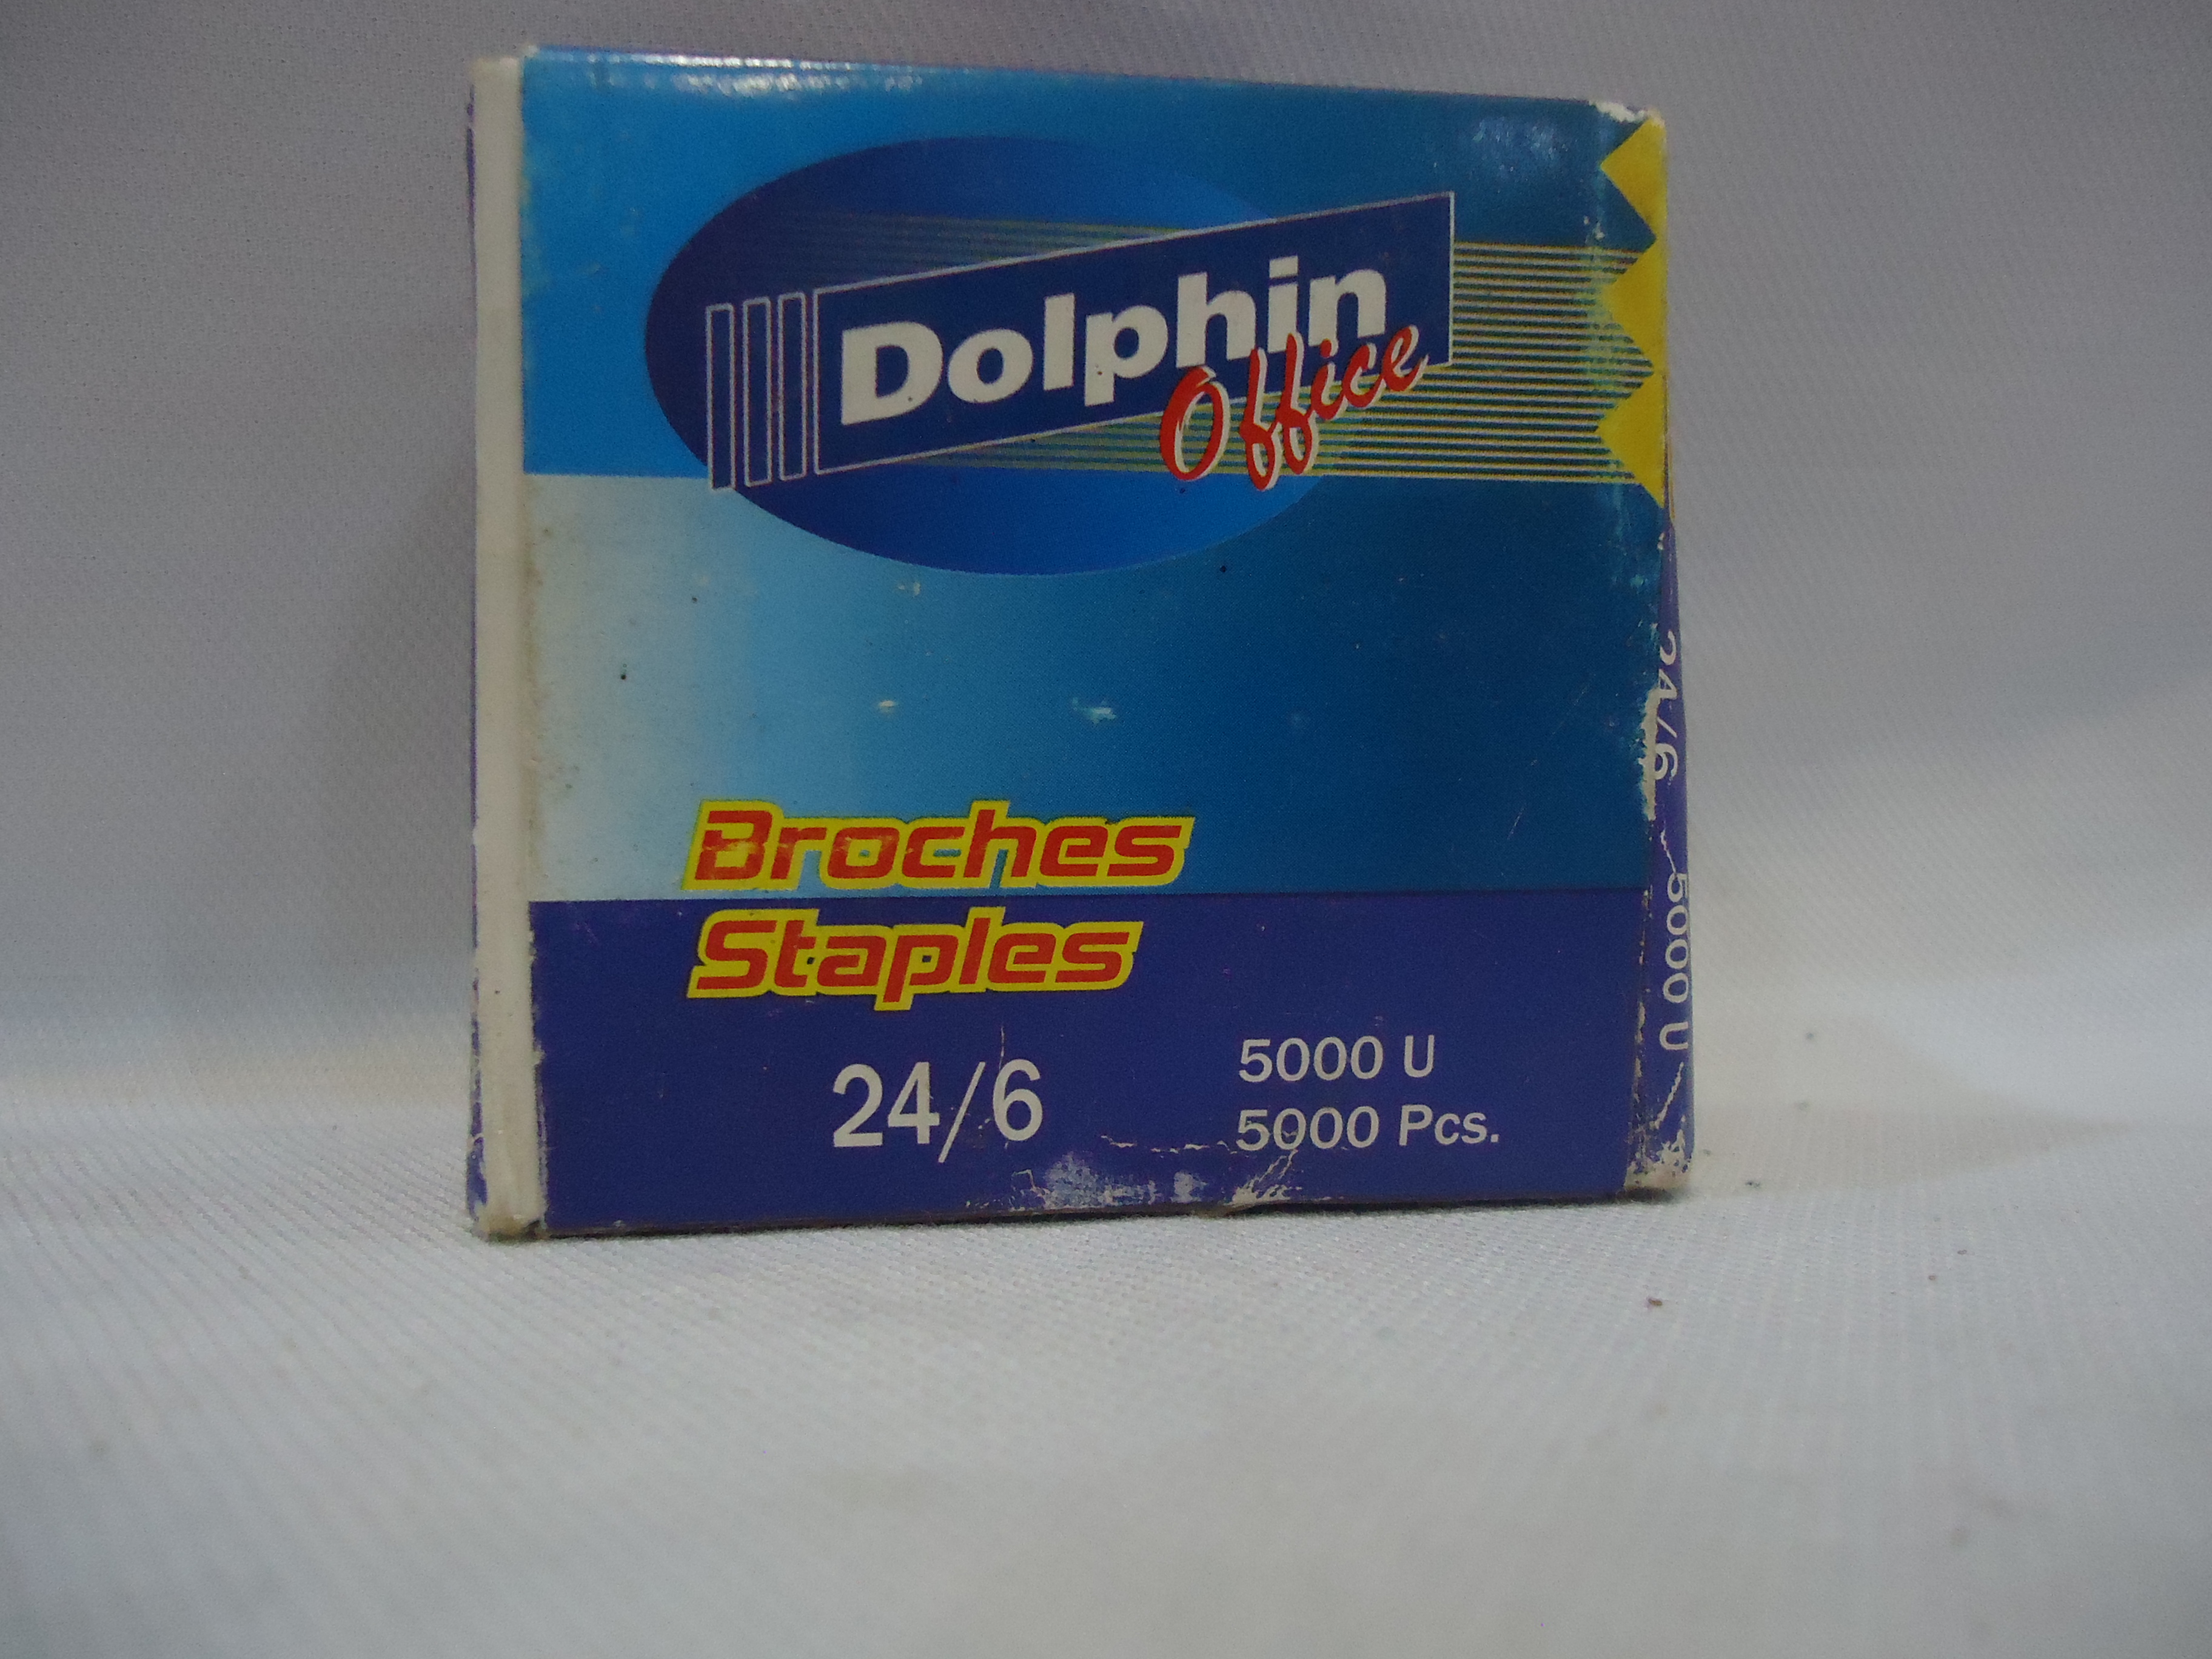 Dolphin
Office
Broches
Staples
24/6
5000 U
5000 Pcs.
24/6
5000 U